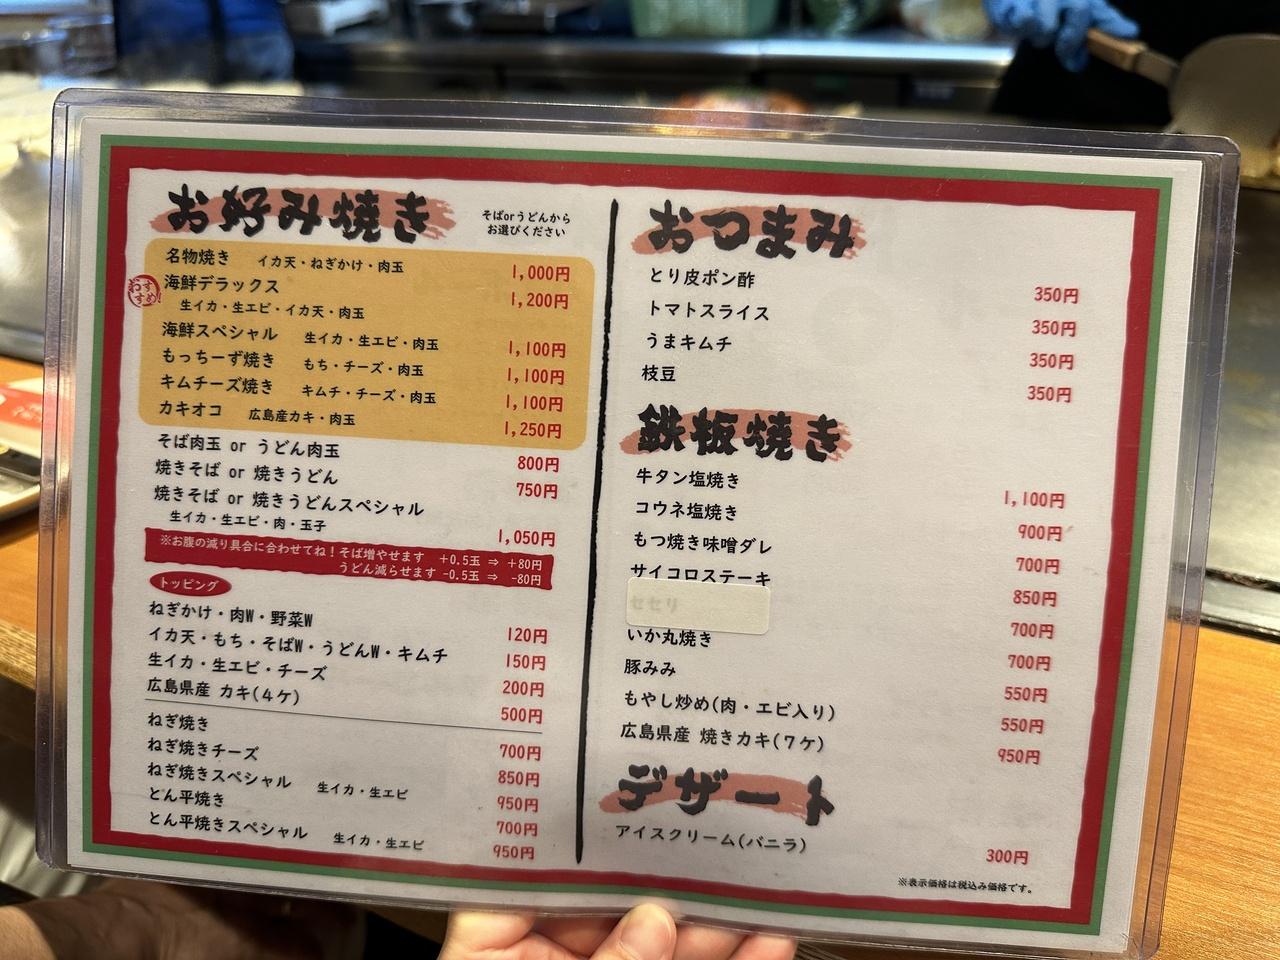 お好み焼き
そばorうどんから
お選びください
おすすめ!
名物焼き イカ天・ねぎかけ・肉玉 1,000円
海鮮デラックス 1,200円
生イカ・生エビ・イカ天・肉玉
海鮮スペシャル 生イカ・生エビ・肉玉 1,100円
もっちーず焼き もち・チーズ・肉玉 1,100円
キムチーズ焼き キムチ・チーズ・肉玉 1,100円
カキオコ 広島産カキ・肉玉 1,250円
そば肉玉 or うどん肉玉 800円
焼きそば or 焼きうどん 750円
焼きそば or 焼きうどんスペシャル
生イカ・生エビ・肉・玉子 1,050円
※お腹の減り具合に合わせてね!そば増やせます +0.5玉 ⇒ +80円
うどん減らせます -0.5玉 ⇒ -80円
トッピング
ねぎかけ・肉W・野菜W 120円
イカ天・もち・そばW・うどんW・キムチ 150円
生イカ・生エビ・チーズ 200円
広島県産 カキ(4ケ) 500円
ねぎ焼き 700円
ねぎ焼きチーズ 850円
ねぎ焼きスペシャル 生イカ・生エビ 950円
とん平焼き 700円
とん平焼きスペシャル 生イカ・生エビ 950円
おつまみ
とり皮ポン酢 350円
トマトスライス 350円
うまキムチ 350円
枝豆 350円
鉄板焼き
牛タン塩焼き 1,100円
コウネ塩焼き 900円
もつ焼き味噌ダレ 700円
サイコロステーキ 850円
セセリ 700円
いか丸焼き 700円
豚みみ 550円
もやし炒め(肉・エビ入り) 550円
広島県産 焼きカキ(7ケ) 950円
デザート
アイスクリーム(バニラ) 300円
※表示価格は税込み価格です。